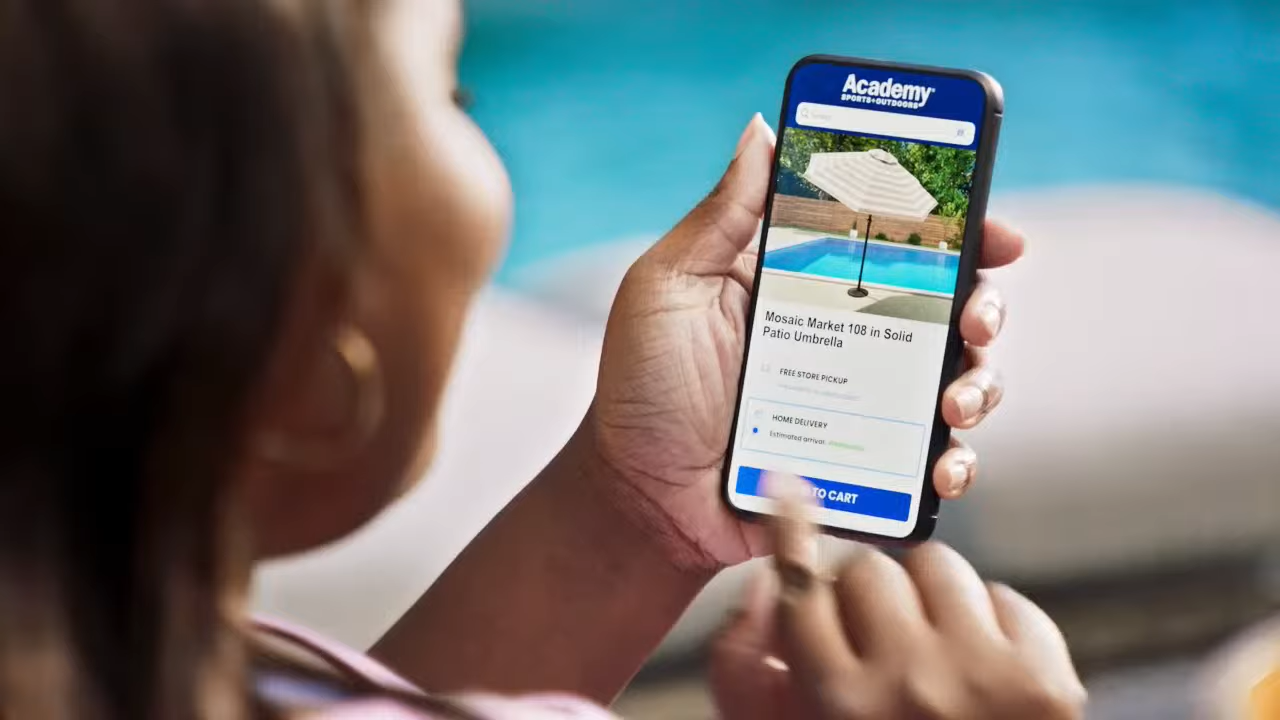 Academy
SPORTS+OUTDOORS
Mosaic Market 108 in Solid
Patio Umbrella
FREE STORE PICKUP
HOME DELIVERY
Estimated arrival:
TO CART